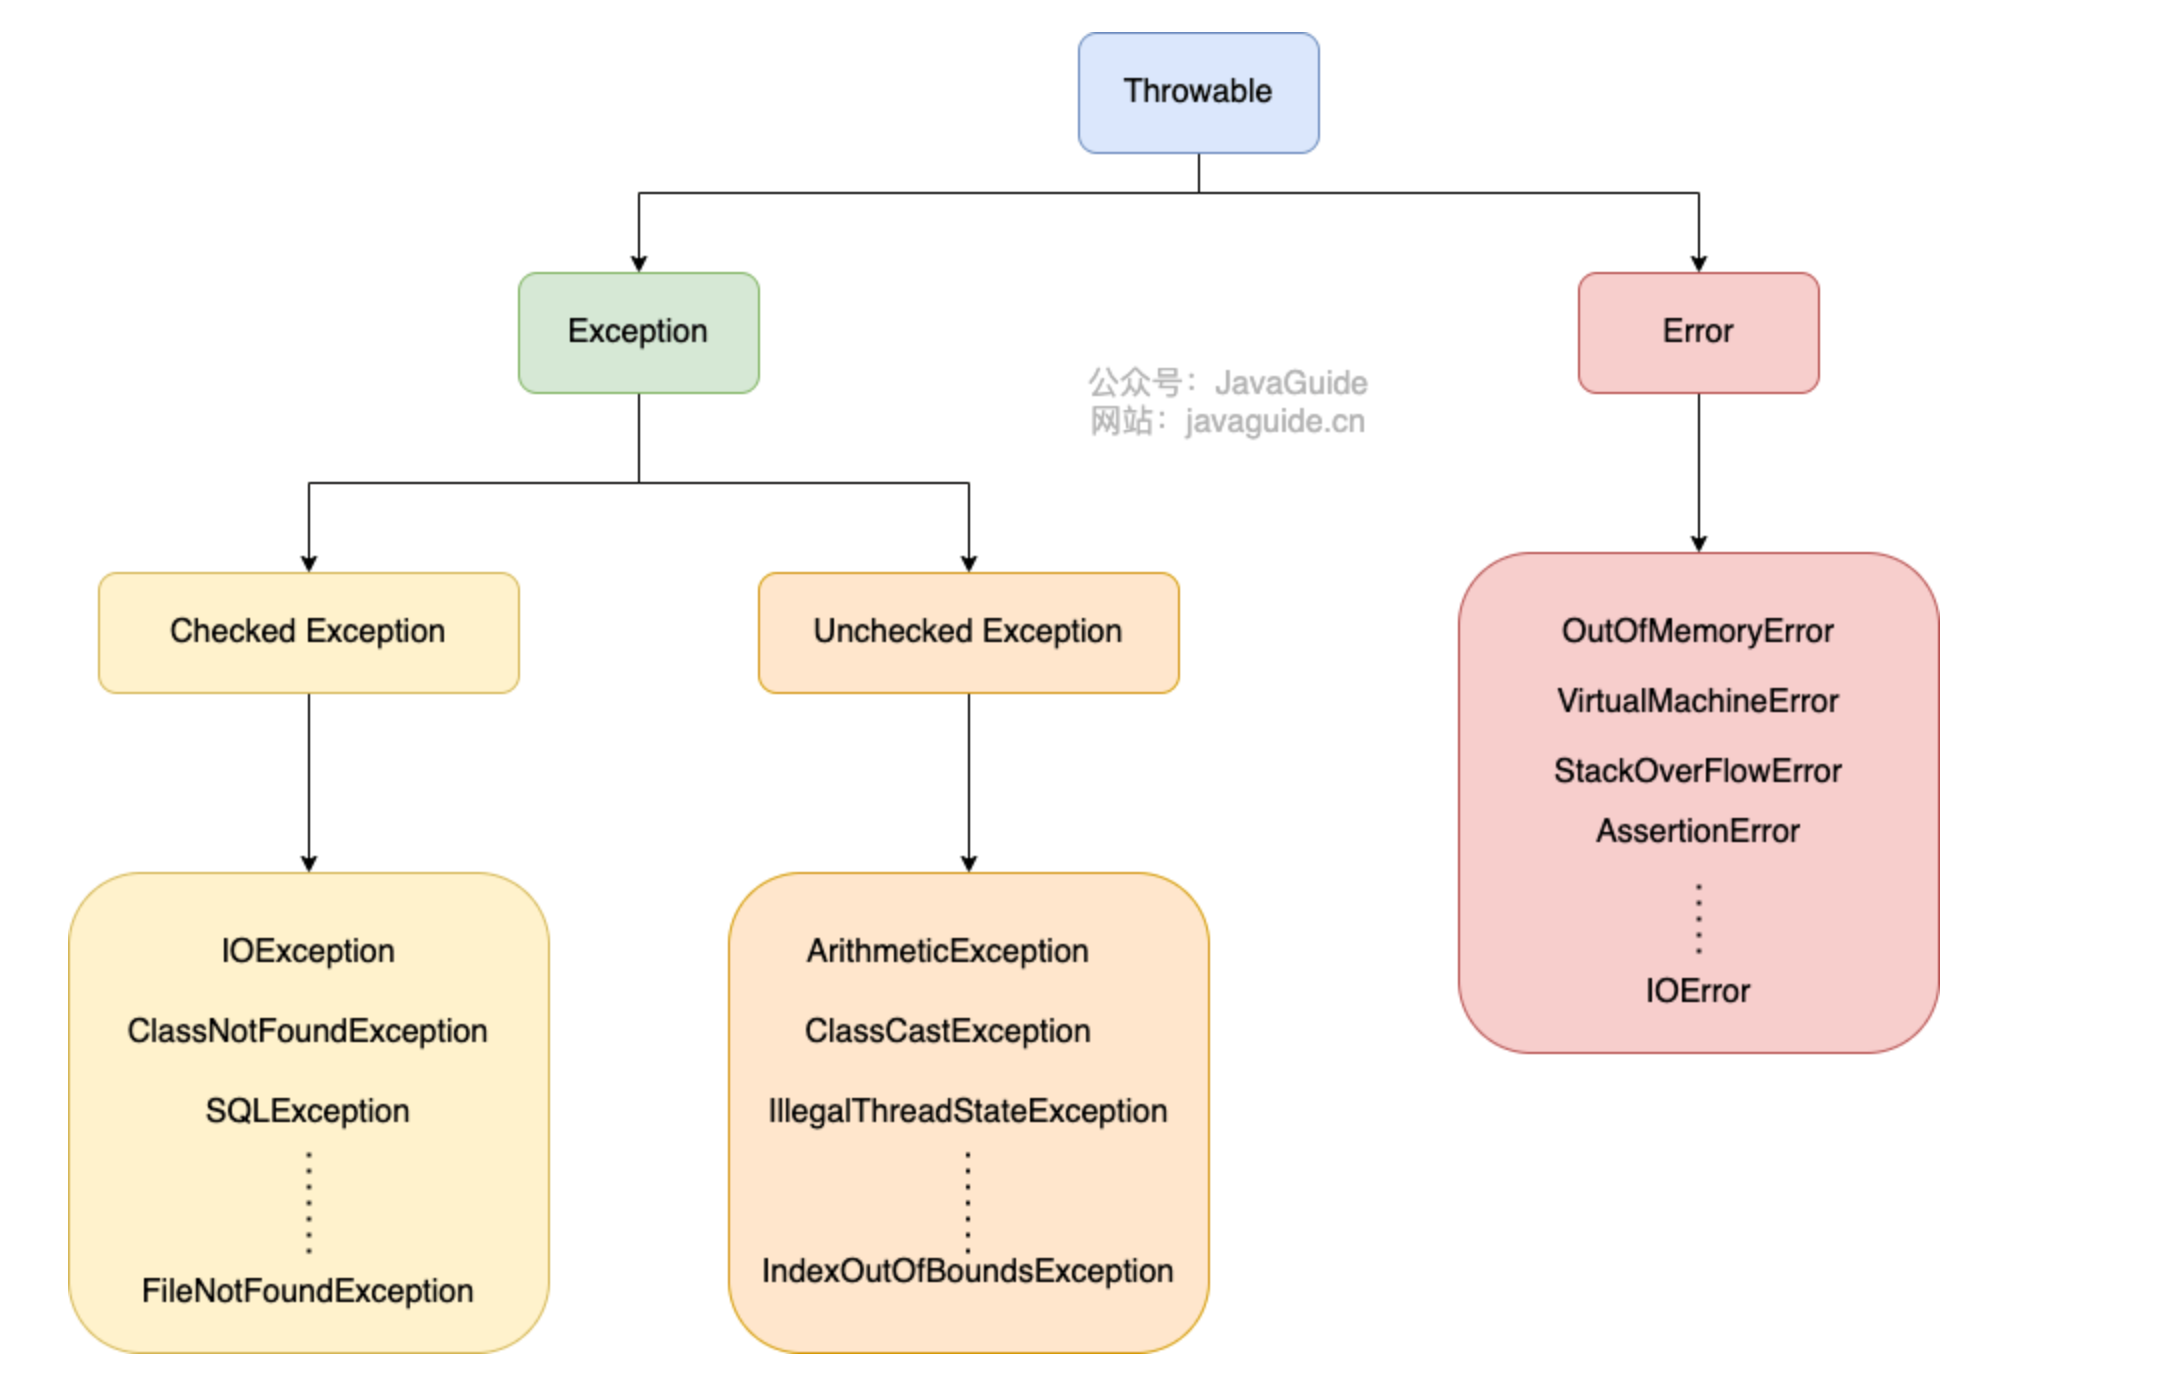 Throwable
Exception
Error
公众号：JavaGuide
网站：javaguide.cn
Checked Exception
Unchecked Exception
OutOfMemoryError
VirtualMachineError
StackOverFlowError
AssertionError
IOError
IOException
ClassNotFoundException
SQLException
FileNotFoundException
ArithmeticException
ClassCastException
IllegalThreadStateException
IndexOutOfBoundsException